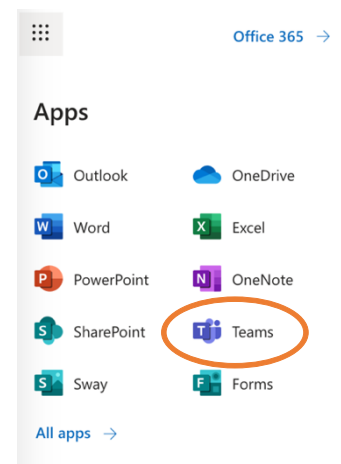 Office 365 →
Apps
Outlook OneDrive
Word Excel
PowerPoint OneNote
SharePoint Teams
Sway Forms
All apps →